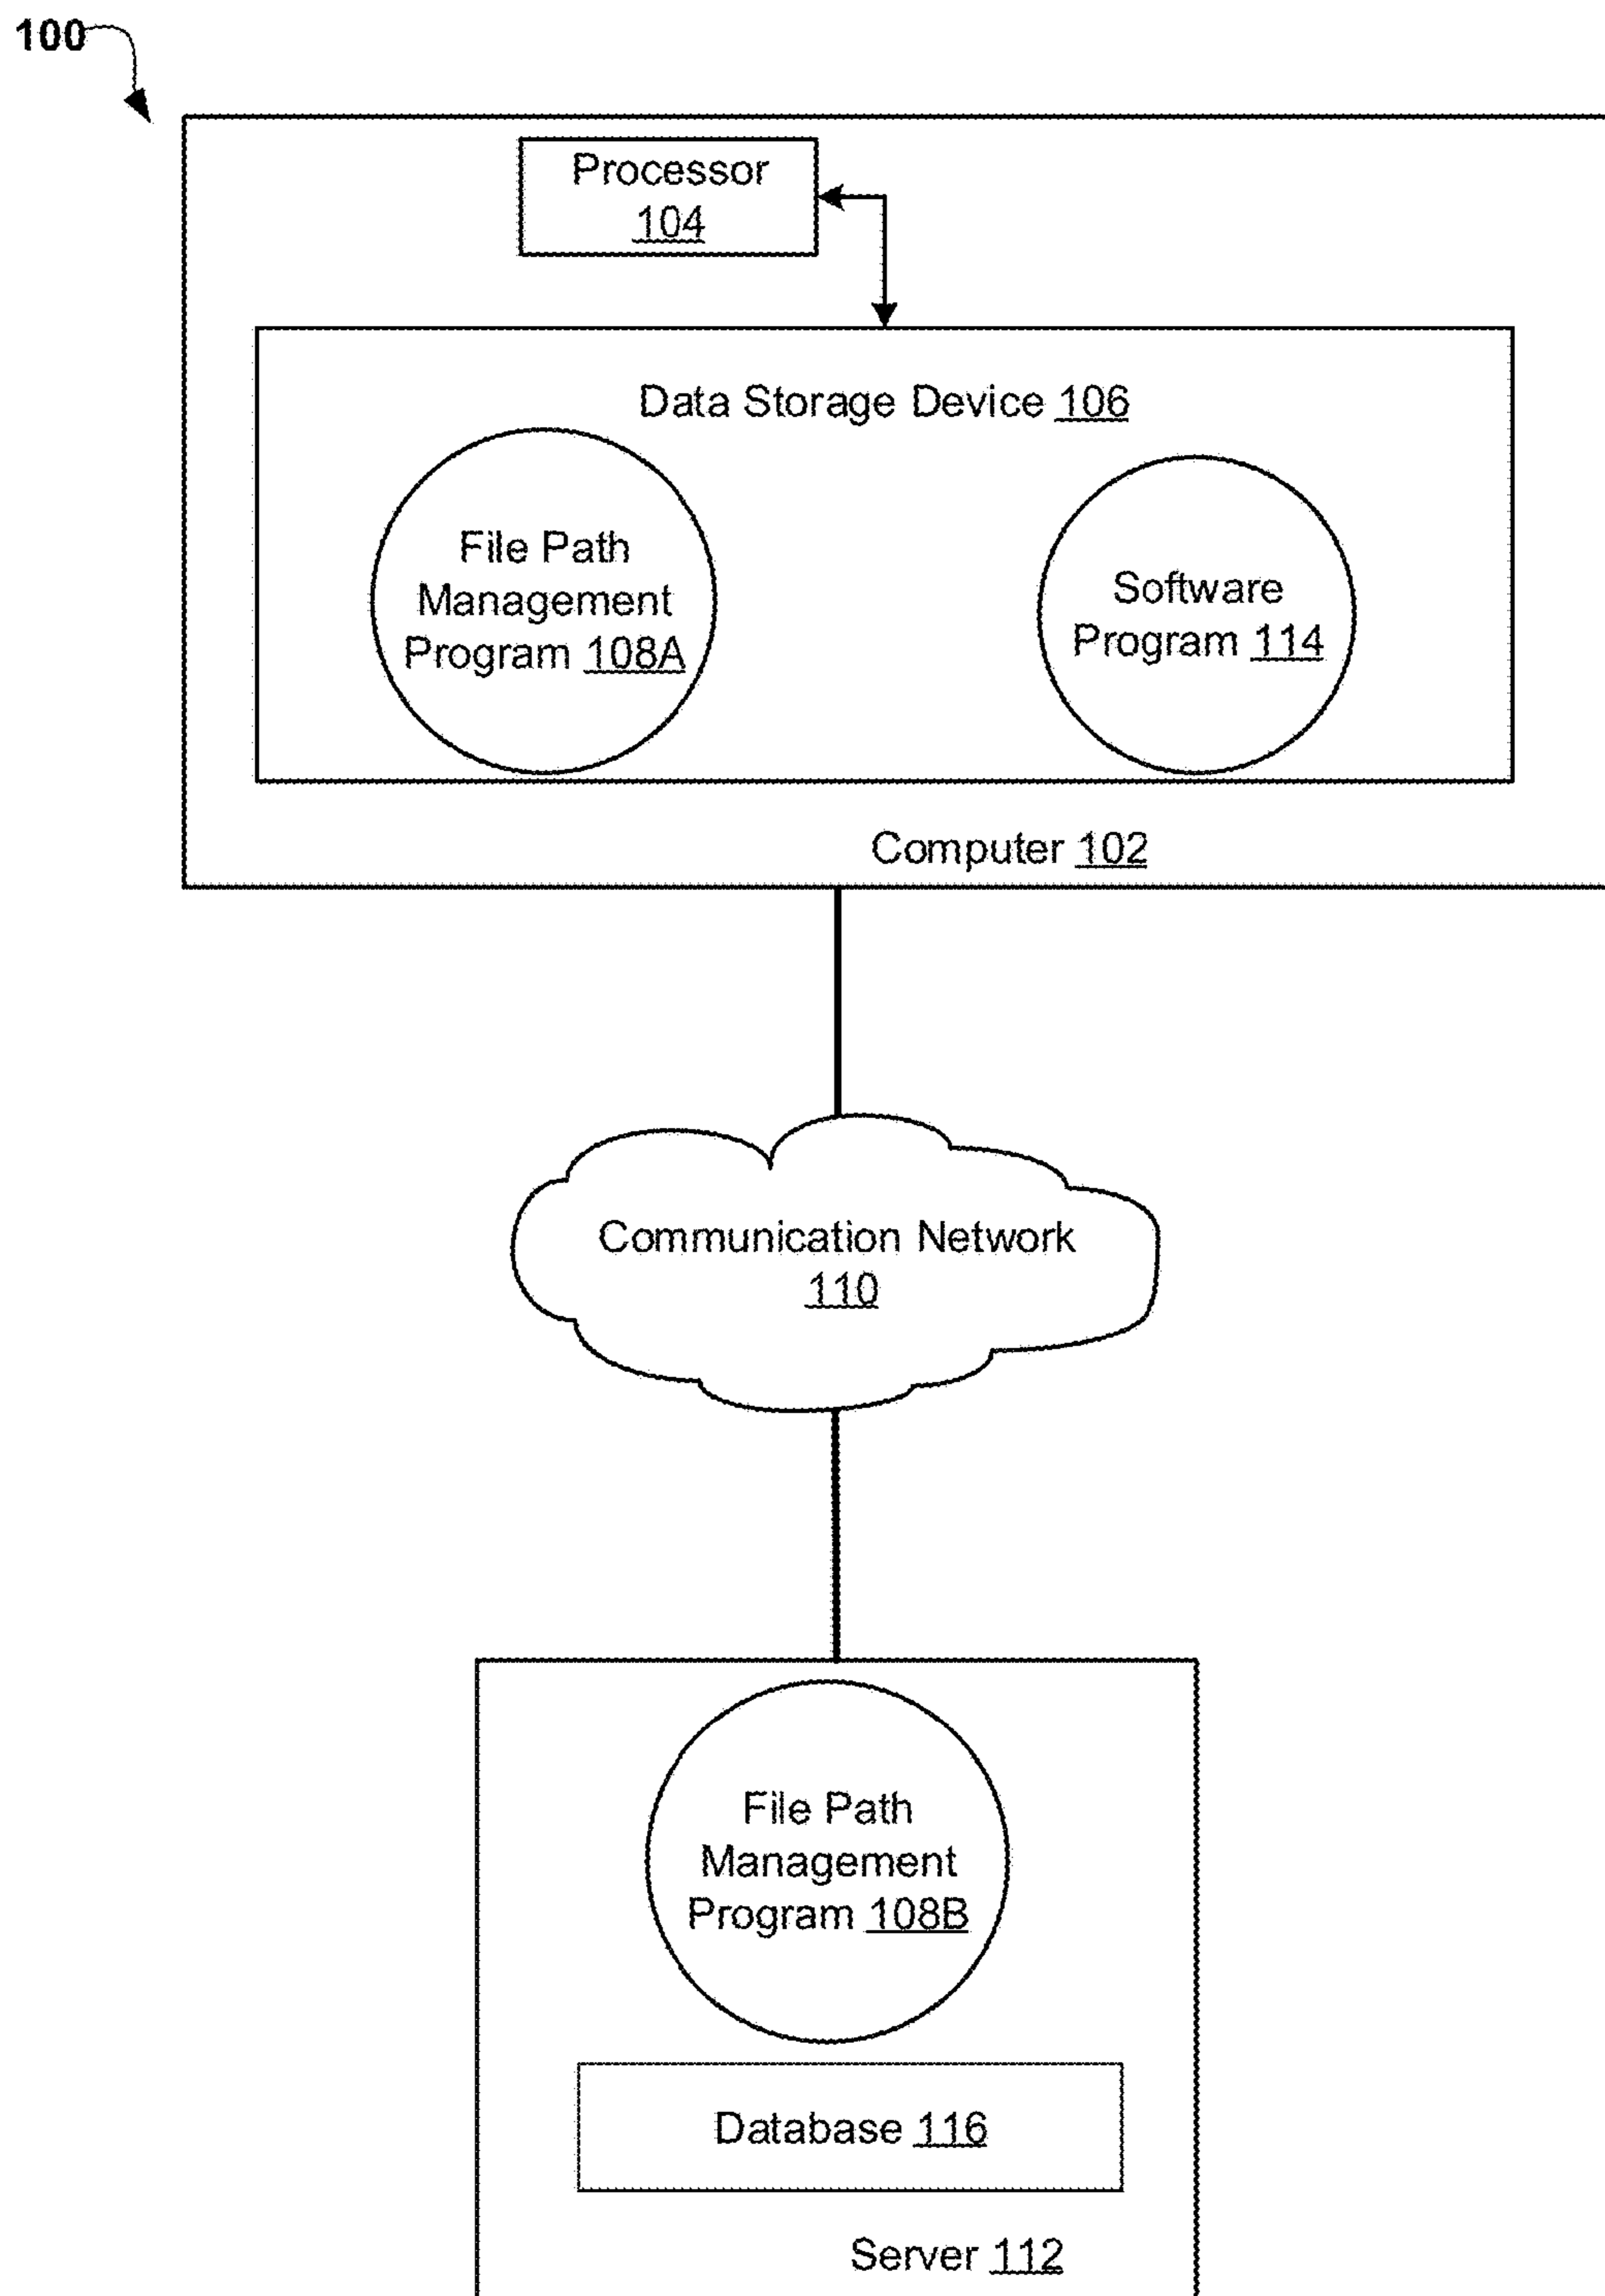 100
Processor
104
Data Storage Device 106
File Path
Management
Program 108A
Software
Program 114
Computer 102
Communication Network
110
File Path
Management
Program 108B
Database 116
Server 112